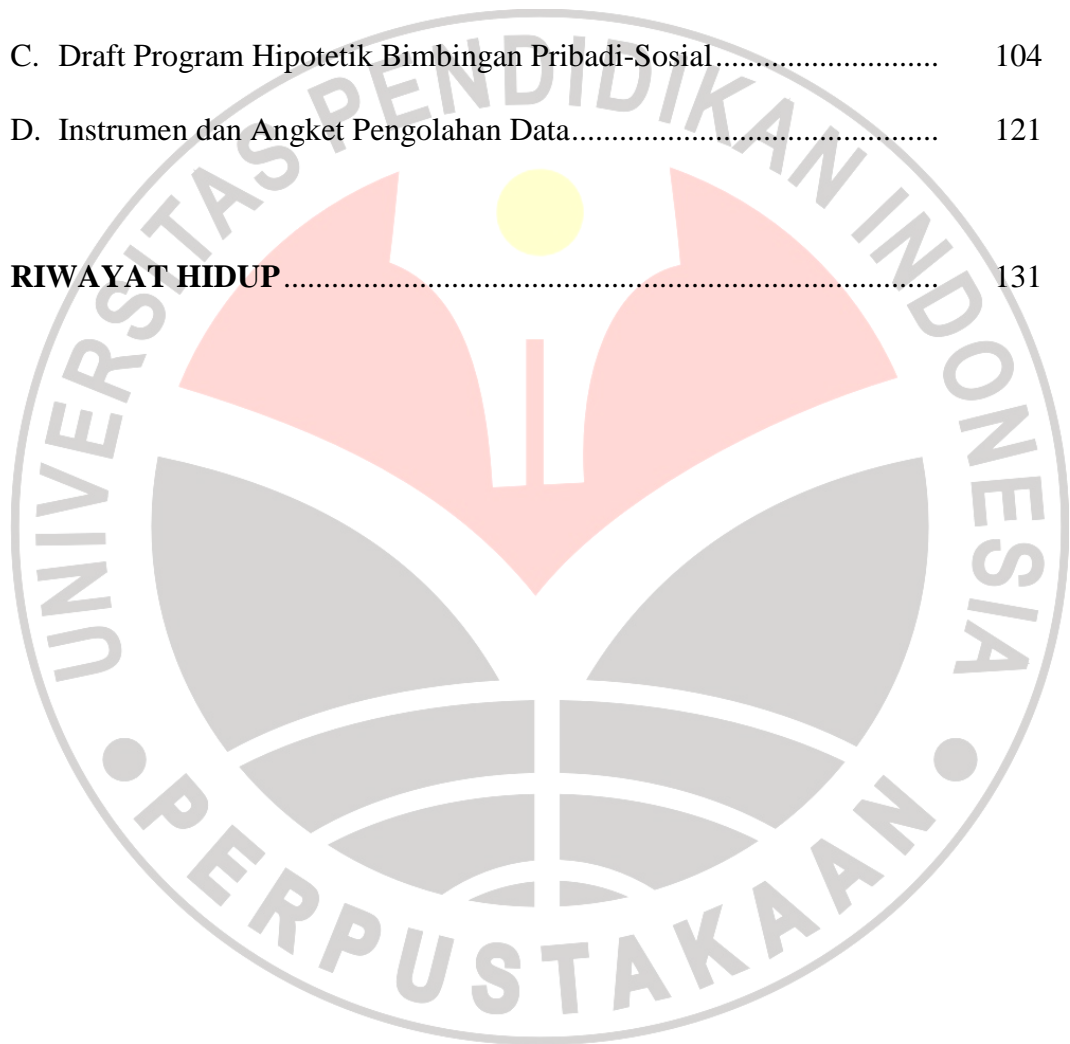 C. Draft Program Hipotetik Bimbingan Pribadi-Sosial............................ 104
D. Instrumen dan Angket Pengolahan Data............................................. 121
RIWAYAT HIDUP................................................................................ 131
UNIVERSITAS PENDIDIKAN INDONESIA
PERPUSTAKAAN